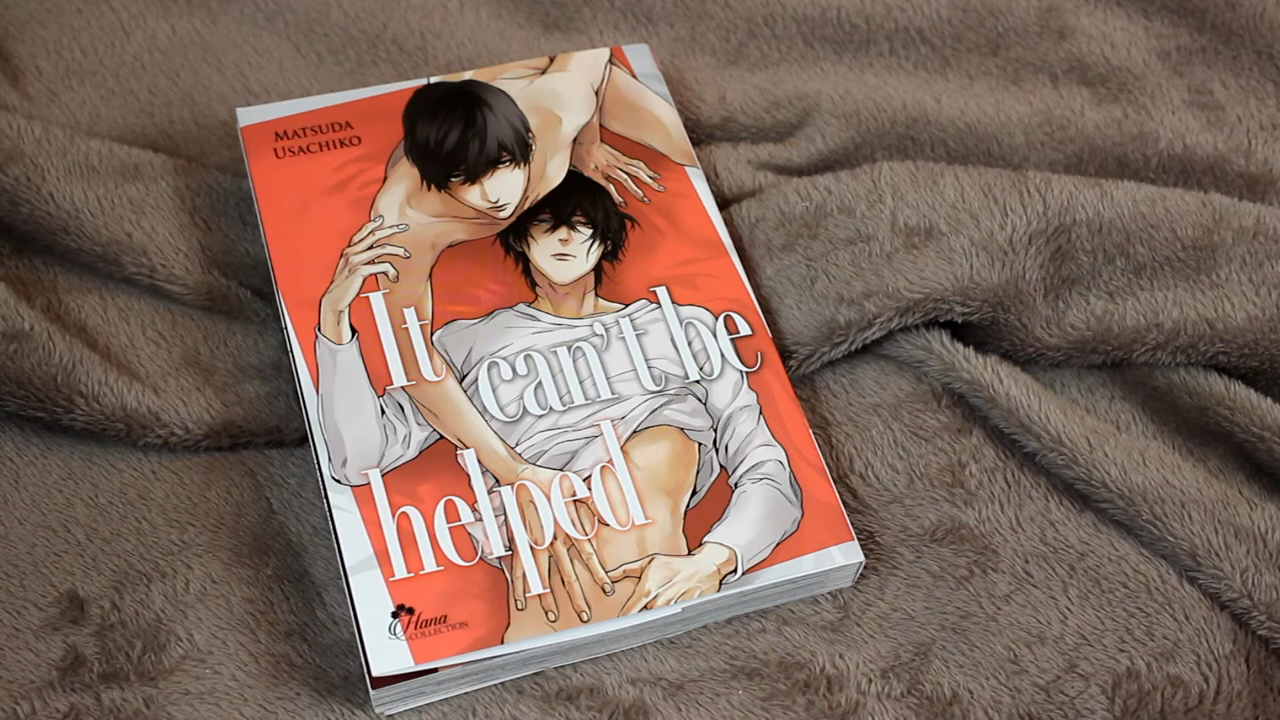 MATSUDA
USACHIKO
It can't be
helped
Hana
COLLECTION